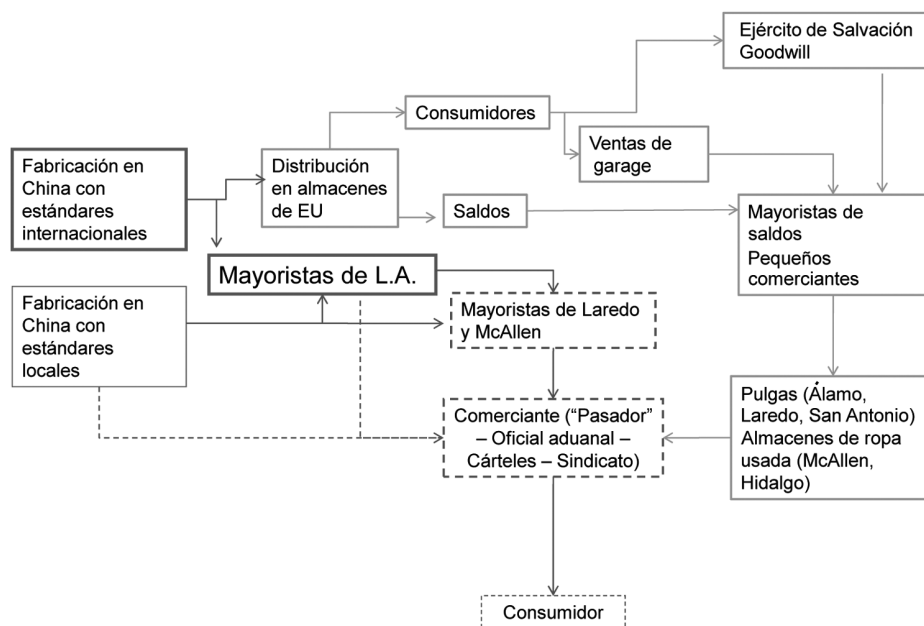 Ejército de Salvación
Goodwill
Consumidores
Ventas de
garage
Fabricación en
China con
estándares
internacionales
Distribución
en almacenes
de EU
Saldos
Mayoristas de
saldos
Pequeños
comerciantes
Mayoristas de L.A.
Fabricación en
China con
estándares
locales
Mayoristas de Laredo
y McAllen
Comerciante (“Pasador”
– Oficial aduanal –
Cárteles – Sindicato)
Pulgas (Álamo,
Laredo, San Antonio)
Almacenes de ropa
usada (McAllen,
Hidalgo)
Consumidor